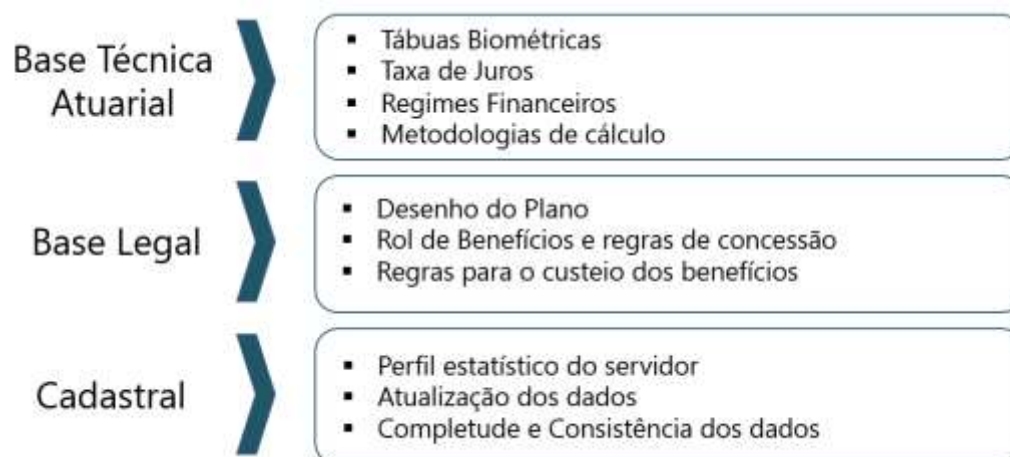 Base Técnica
Atuarial
▪ Tábuas Biométricas
▪ Taxa de Juros
▪ Regimes Financeiros
▪ Metodologias de cálculo
Base Legal
▪ Desenho do Plano
▪ Rol de Benefícios e regras de concessão
▪ Regras para o custeio dos benefícios
Cadastral
▪ Perfil estatístico do servidor
▪ Atualização dos dados
▪ Completude e Consistência dos dados